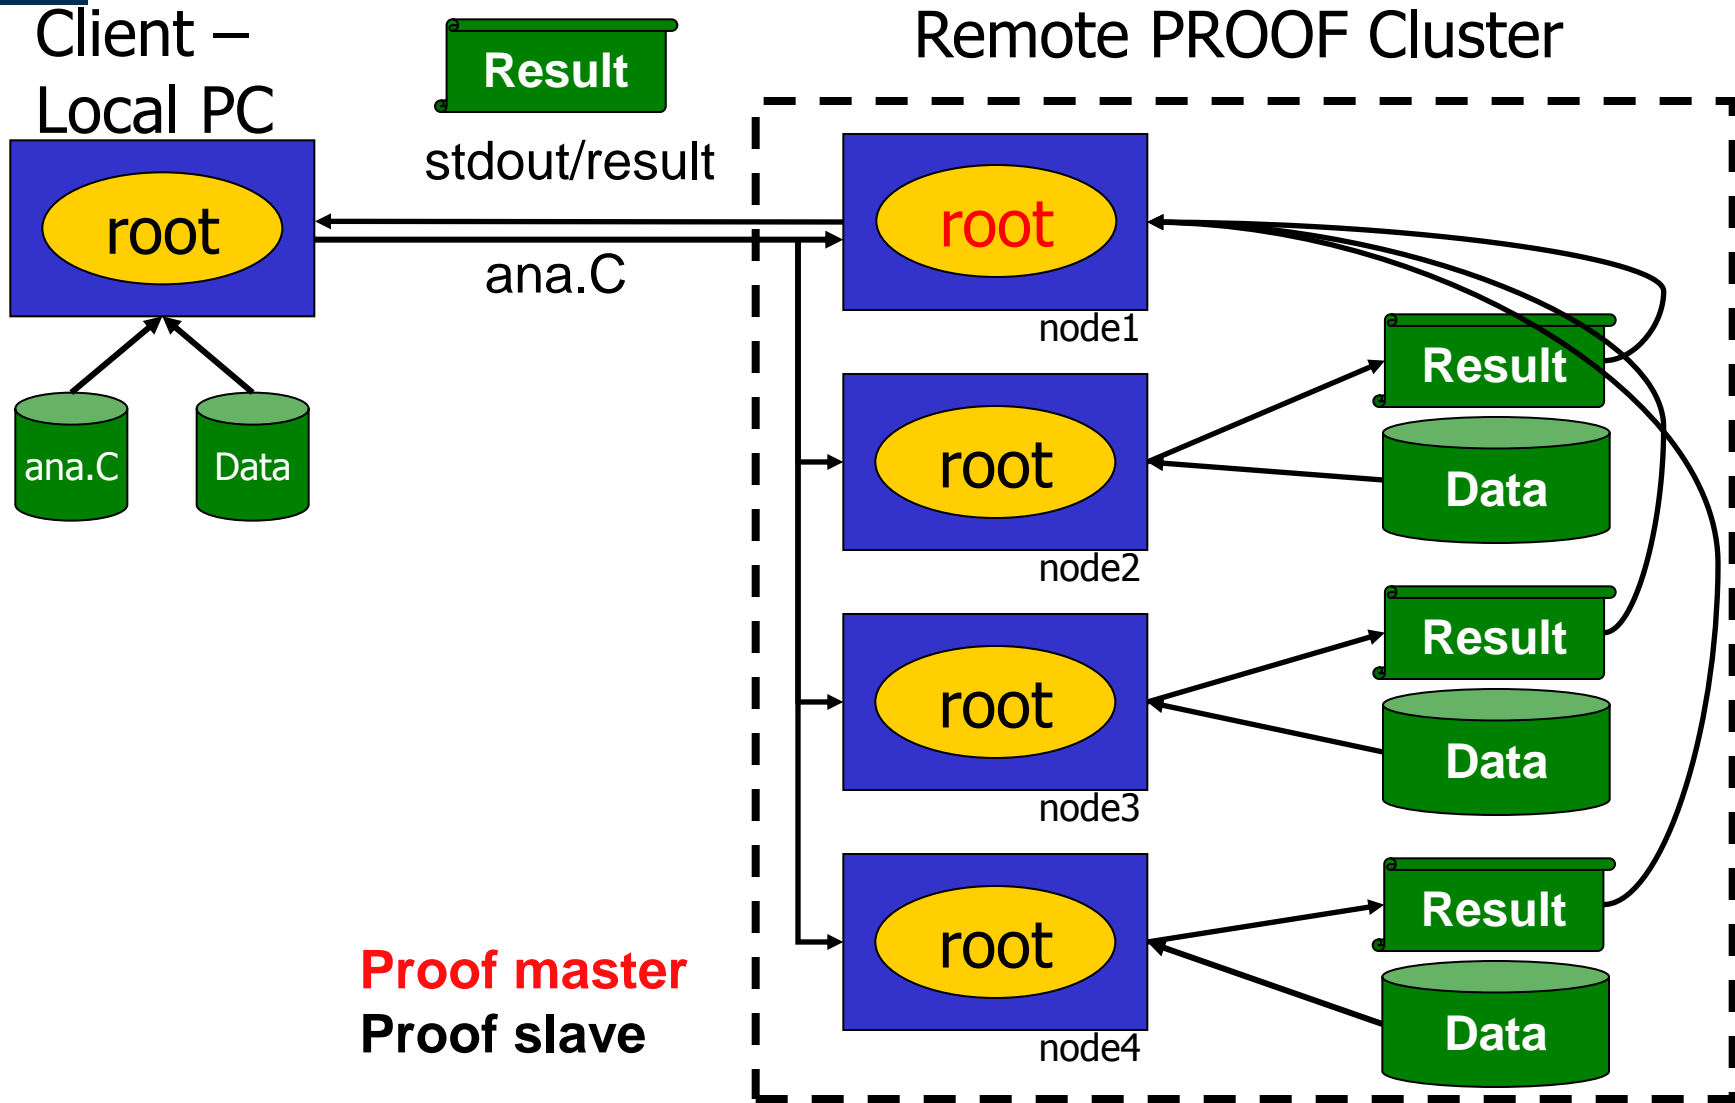 Client –
Local PC
Result
Remote PROOF Cluster
stdout/result
root
root
ana.C
node1
Result
ana.C
Data
root
Data
node2
Result
root
Data
node3
Result
root
Proof master
Proof slave
Data
node4